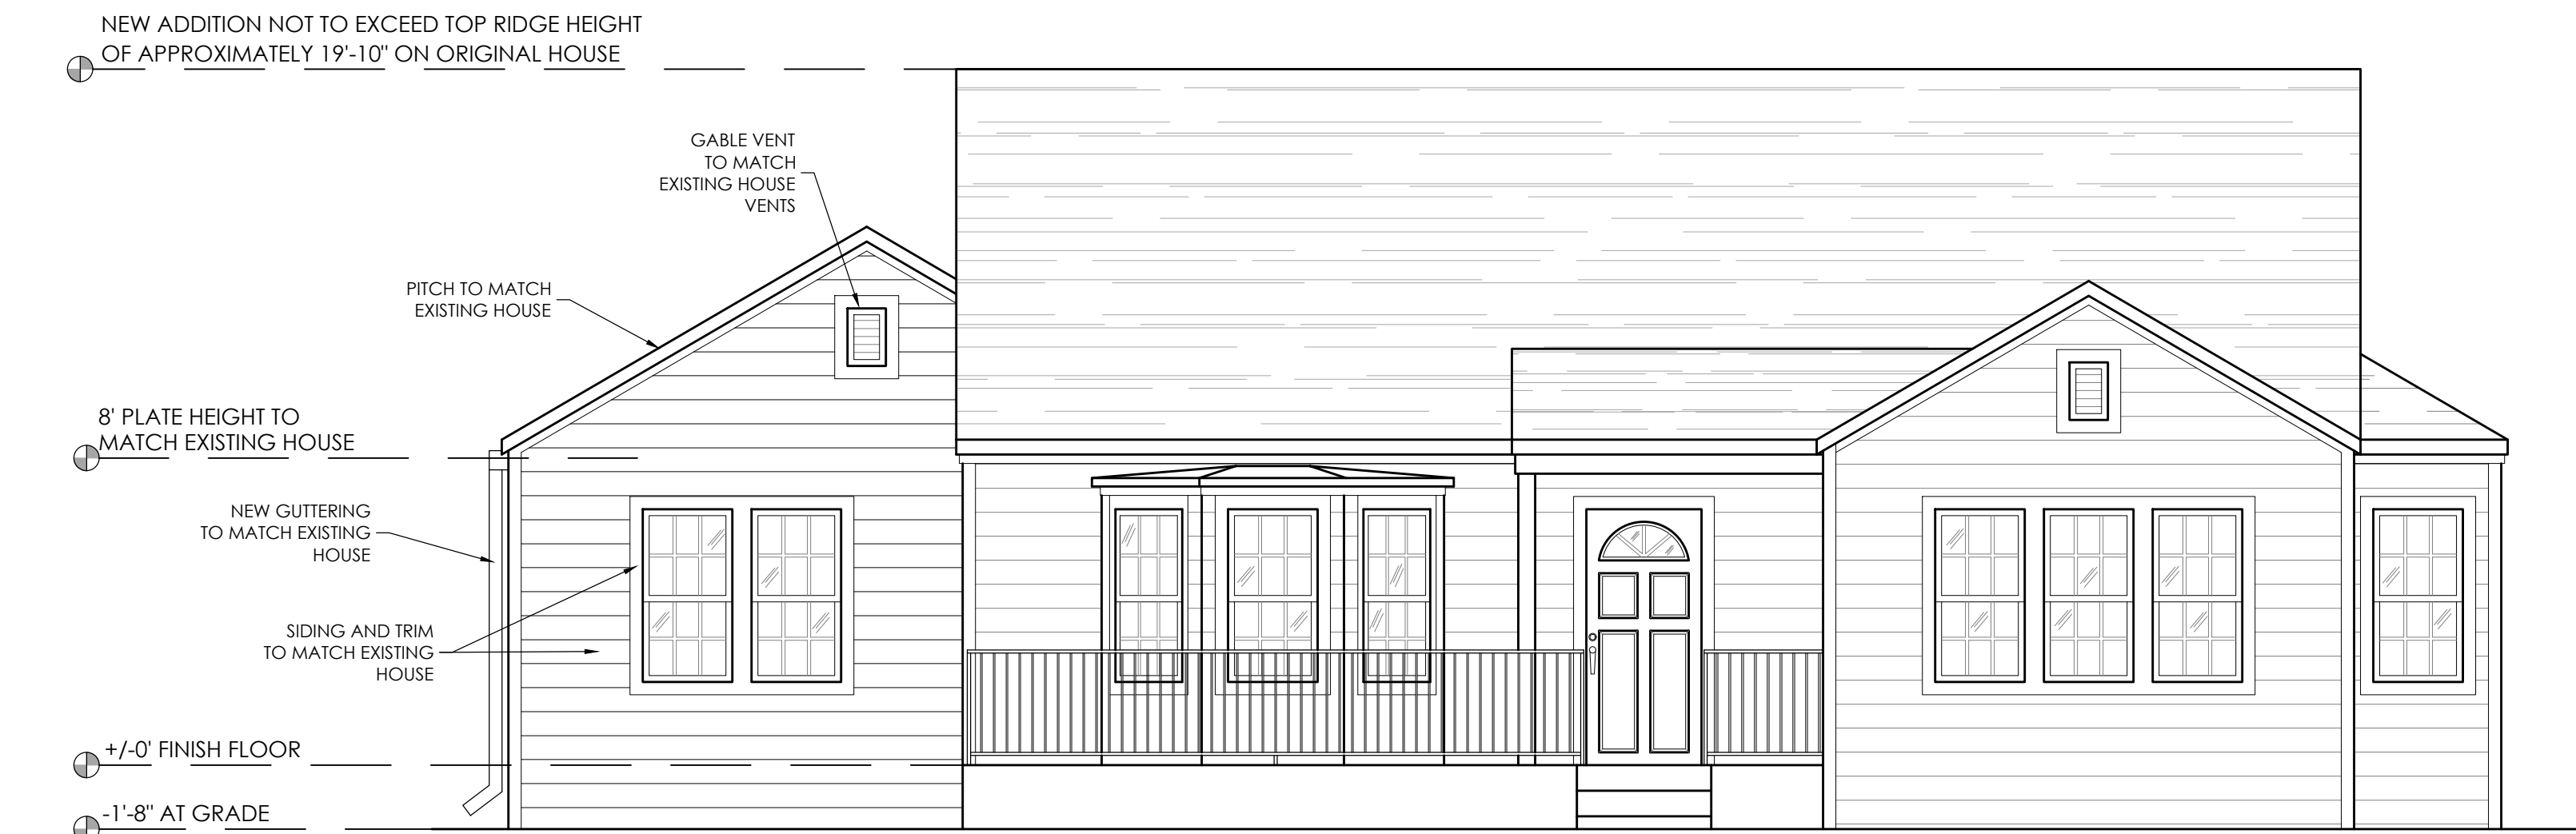 NEW ADDITION NOT TO EXCEED TOP RIDGE HEIGHT
OF APPROXIMATELY 19'-10" ON ORIGINAL HOUSE
GABLE VENT
TO MATCH
EXISTING HOUSE
VENTS
PITCH TO MATCH
EXISTING HOUSE
8' PLATE HEIGHT TO
MATCH EXISTING HOUSE
NEW GUTTERING
TO MATCH EXISTING
HOUSE
SIDING AND TRIM
TO MATCH EXISTING
HOUSE
+/-0' FINISH FLOOR
-1'-8" AT GRADE